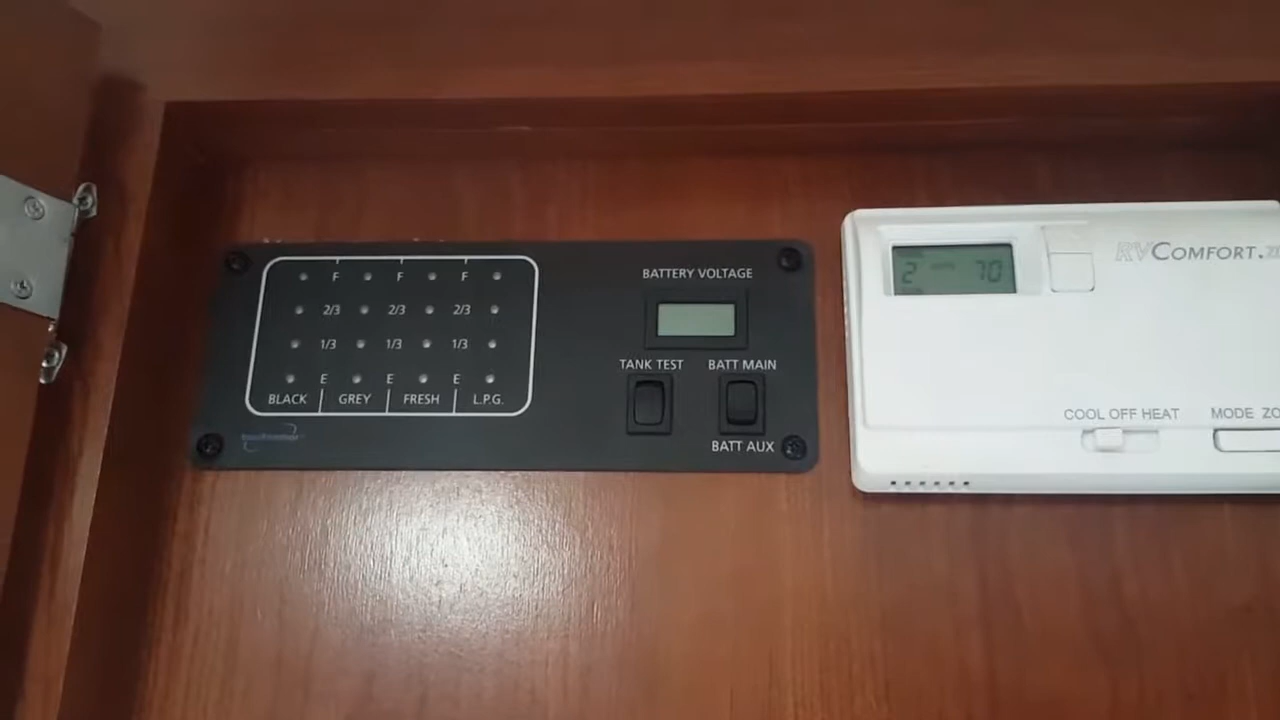 F F F
2/3 2/3 2/3
1/3 1/3 1/3
E E E E
BLACK GREY FRESH L.P.G.
BATTERY VOLTAGE
TANK TEST BATT MAIN
BATT AUX
2 70
RVCOMFORT.
COOL OFF HEAT MODE ZO